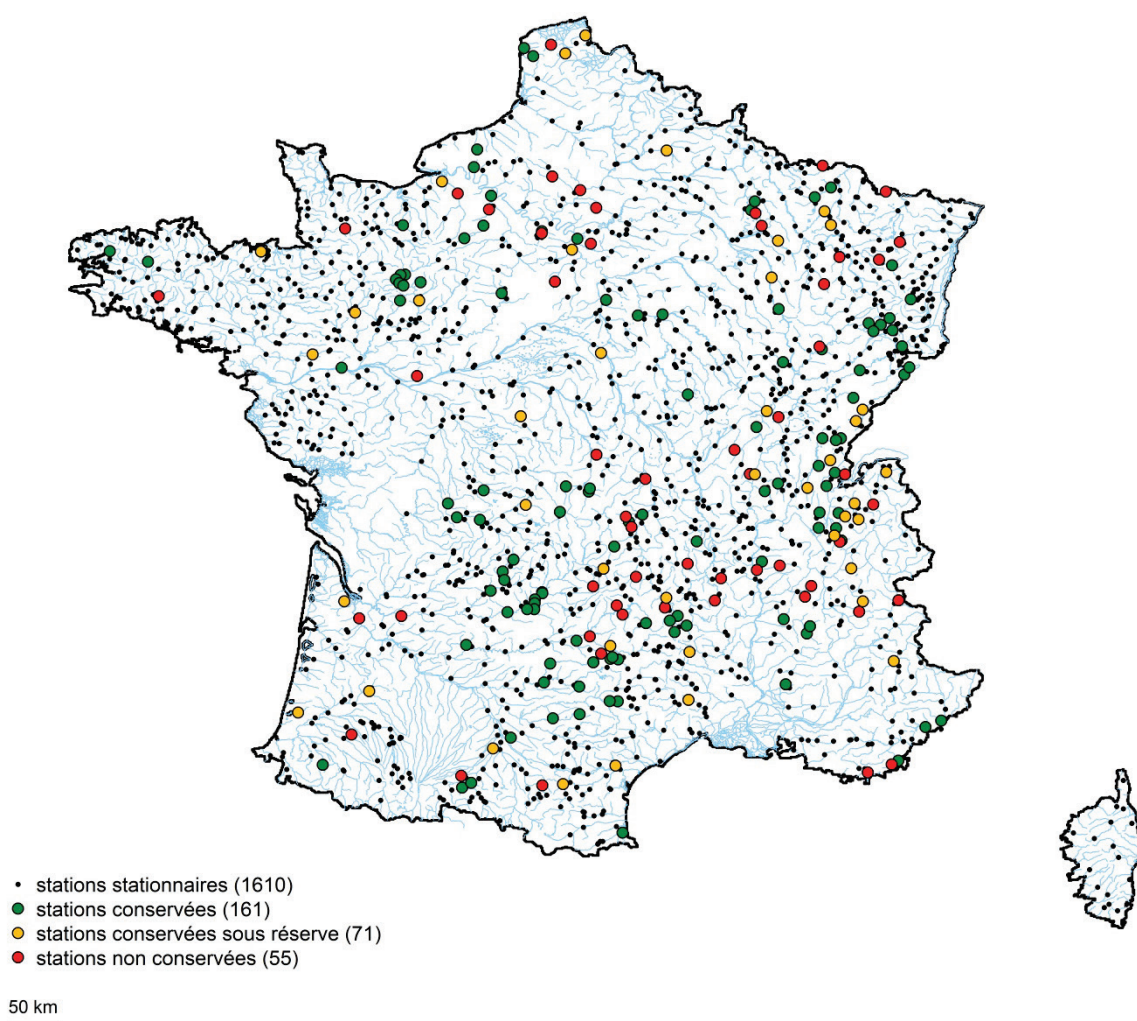 stations stationnaires (1610)
stations conservées (161)
stations conservées sous réserve (71)
stations non conservées (55)
50 km